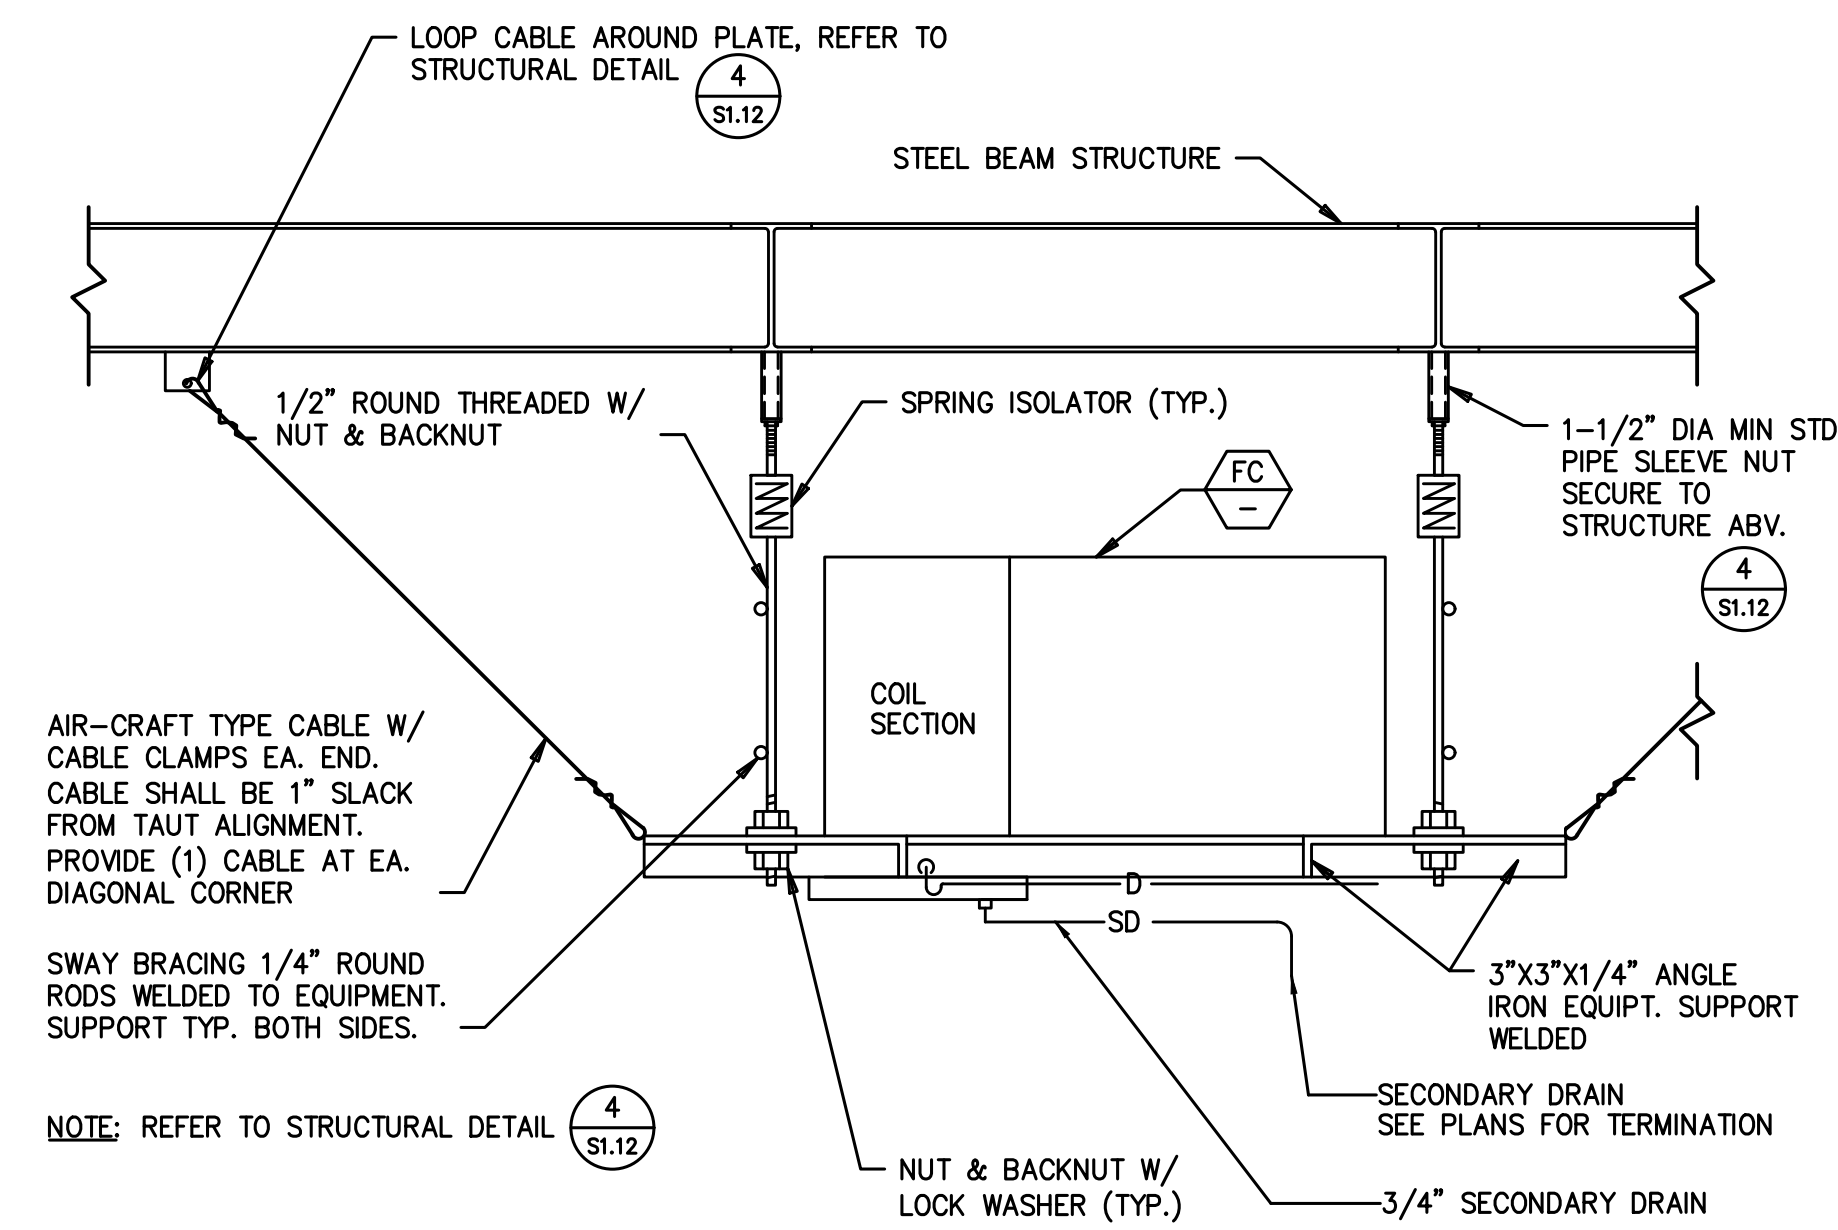 LOOP CABLE AROUND PLATE, REFER TO
STRUCTURAL DETAIL
4
S1.12
STEEL BEAM STRUCTURE
1/2" ROUND THREADED W/
NUT & BACKNUT
SPRING ISOLATOR (TYP.)
FC
-
1-1/2" DIA MIN STD
PIPE SLEEVE NUT
SECURE TO
STRUCTURE ABV.
4
S1.12
COIL
SECTION
AIR-CRAFT TYPE CABLE W/
CABLE CLAMPS EA. END.
CABLE SHALL BE 1" SLACK
FROM TAUT ALIGNMENT.
PROVIDE (1) CABLE AT EA.
DIAGONAL CORNER
D
SD
SWAY BRACING 1/4" ROUND
RODS WELDED TO EQUIPMENT.
SUPPORT TYP. BOTH SIDES.
3"X3"X1/4" ANGLE
IRON EQUIPT. SUPPORT
WELDED
SECONDARY DRAIN
SEE PLANS FOR TERMINATION
NOTE: REFER TO STRUCTURAL DETAIL
4
S1.12
NUT & BACKNUT W/
LOCK WASHER (TYP.)
3/4" SECONDARY DRAIN